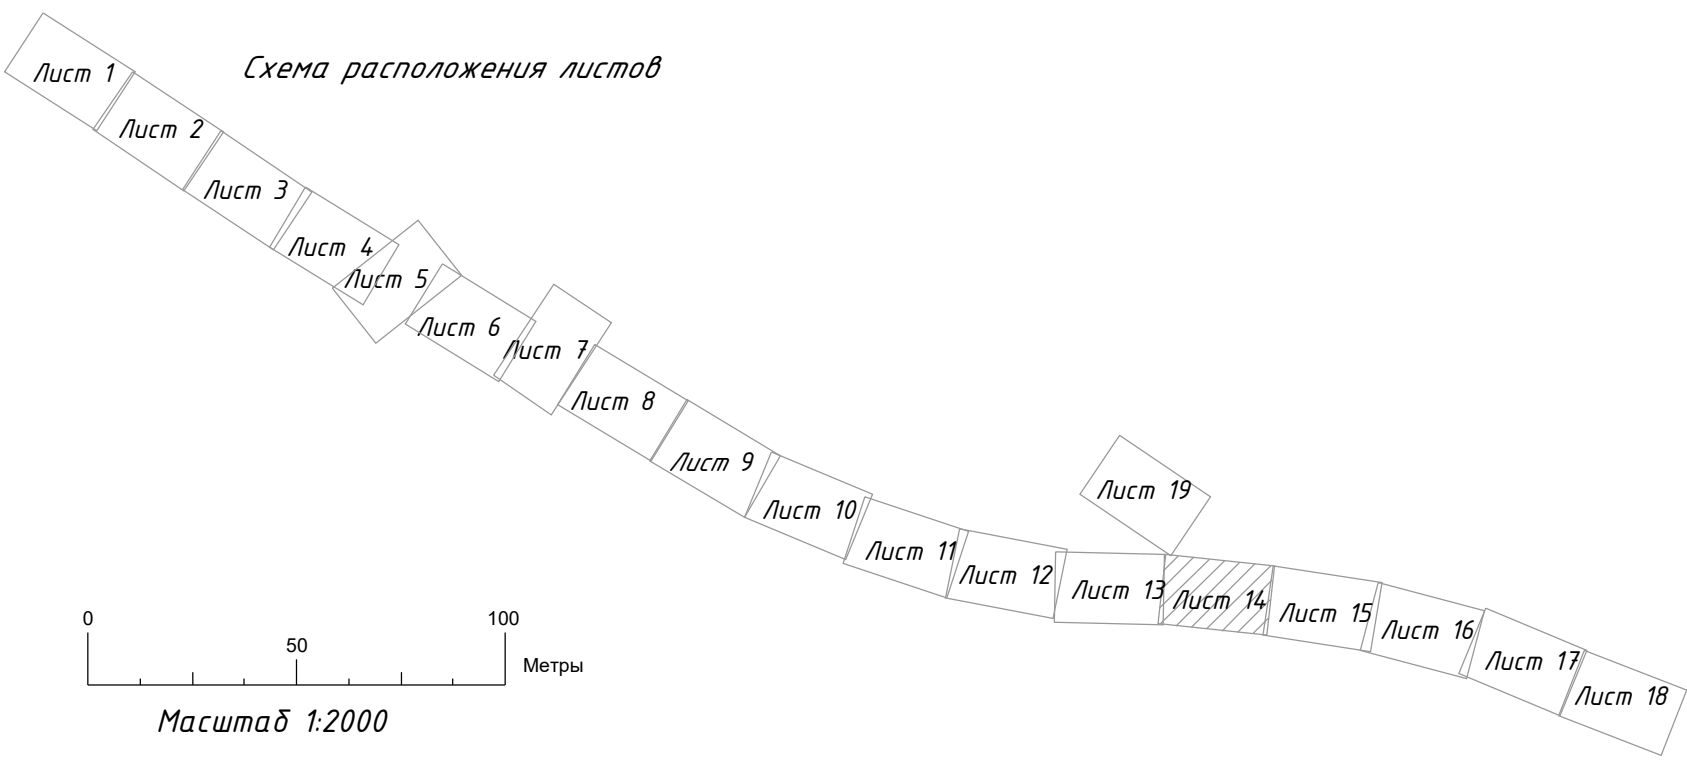 Схема расположения листов
Лист 1
Лист 2
Лист 3
Лист 4
Лист 5
Лист 6
Лист 7
Лист 8
Лист 9
Лист 10
Лист 11
Лист 12
Лист 13
Лист 14
Лист 15
Лист 16
Лист 17
Лист 18
Лист 19
0 50 100
Метры
Масштаб 1:2000